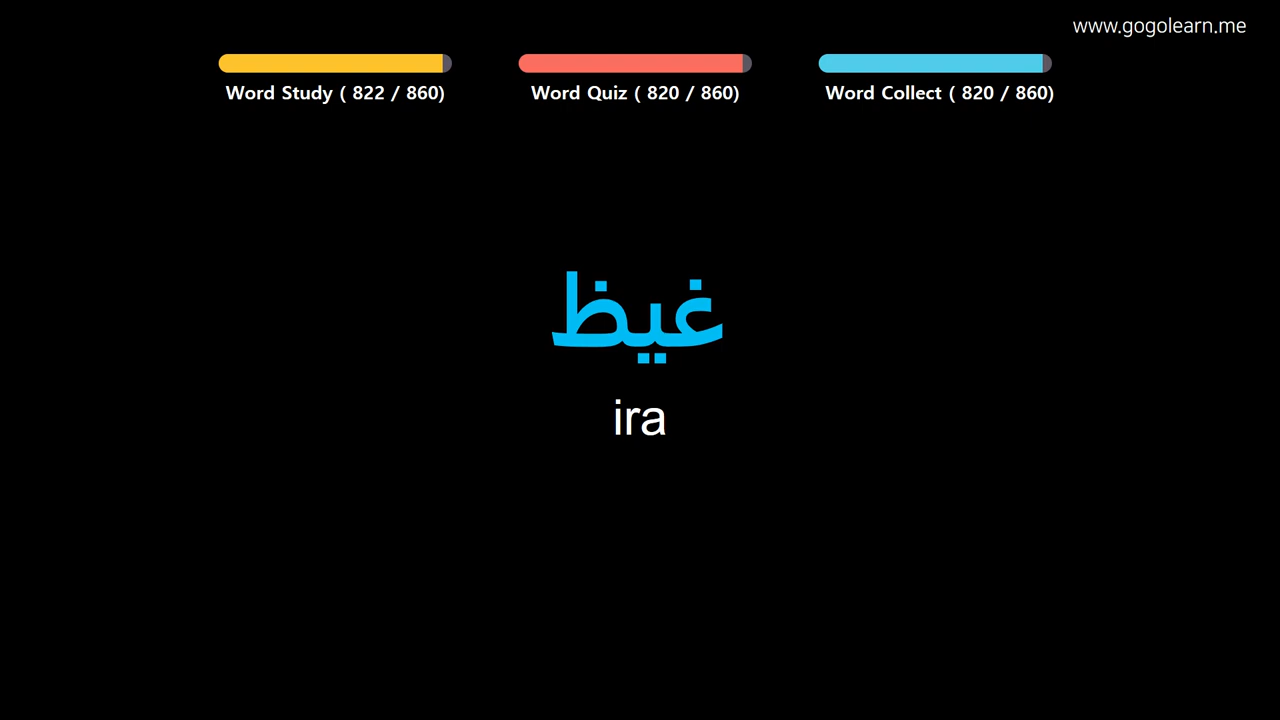 www.gogolearn.me
Word Study ( 822 / 860)
Word Quiz ( 820 / 860)
Word Collect ( 820 / 860)
غيظ
ira